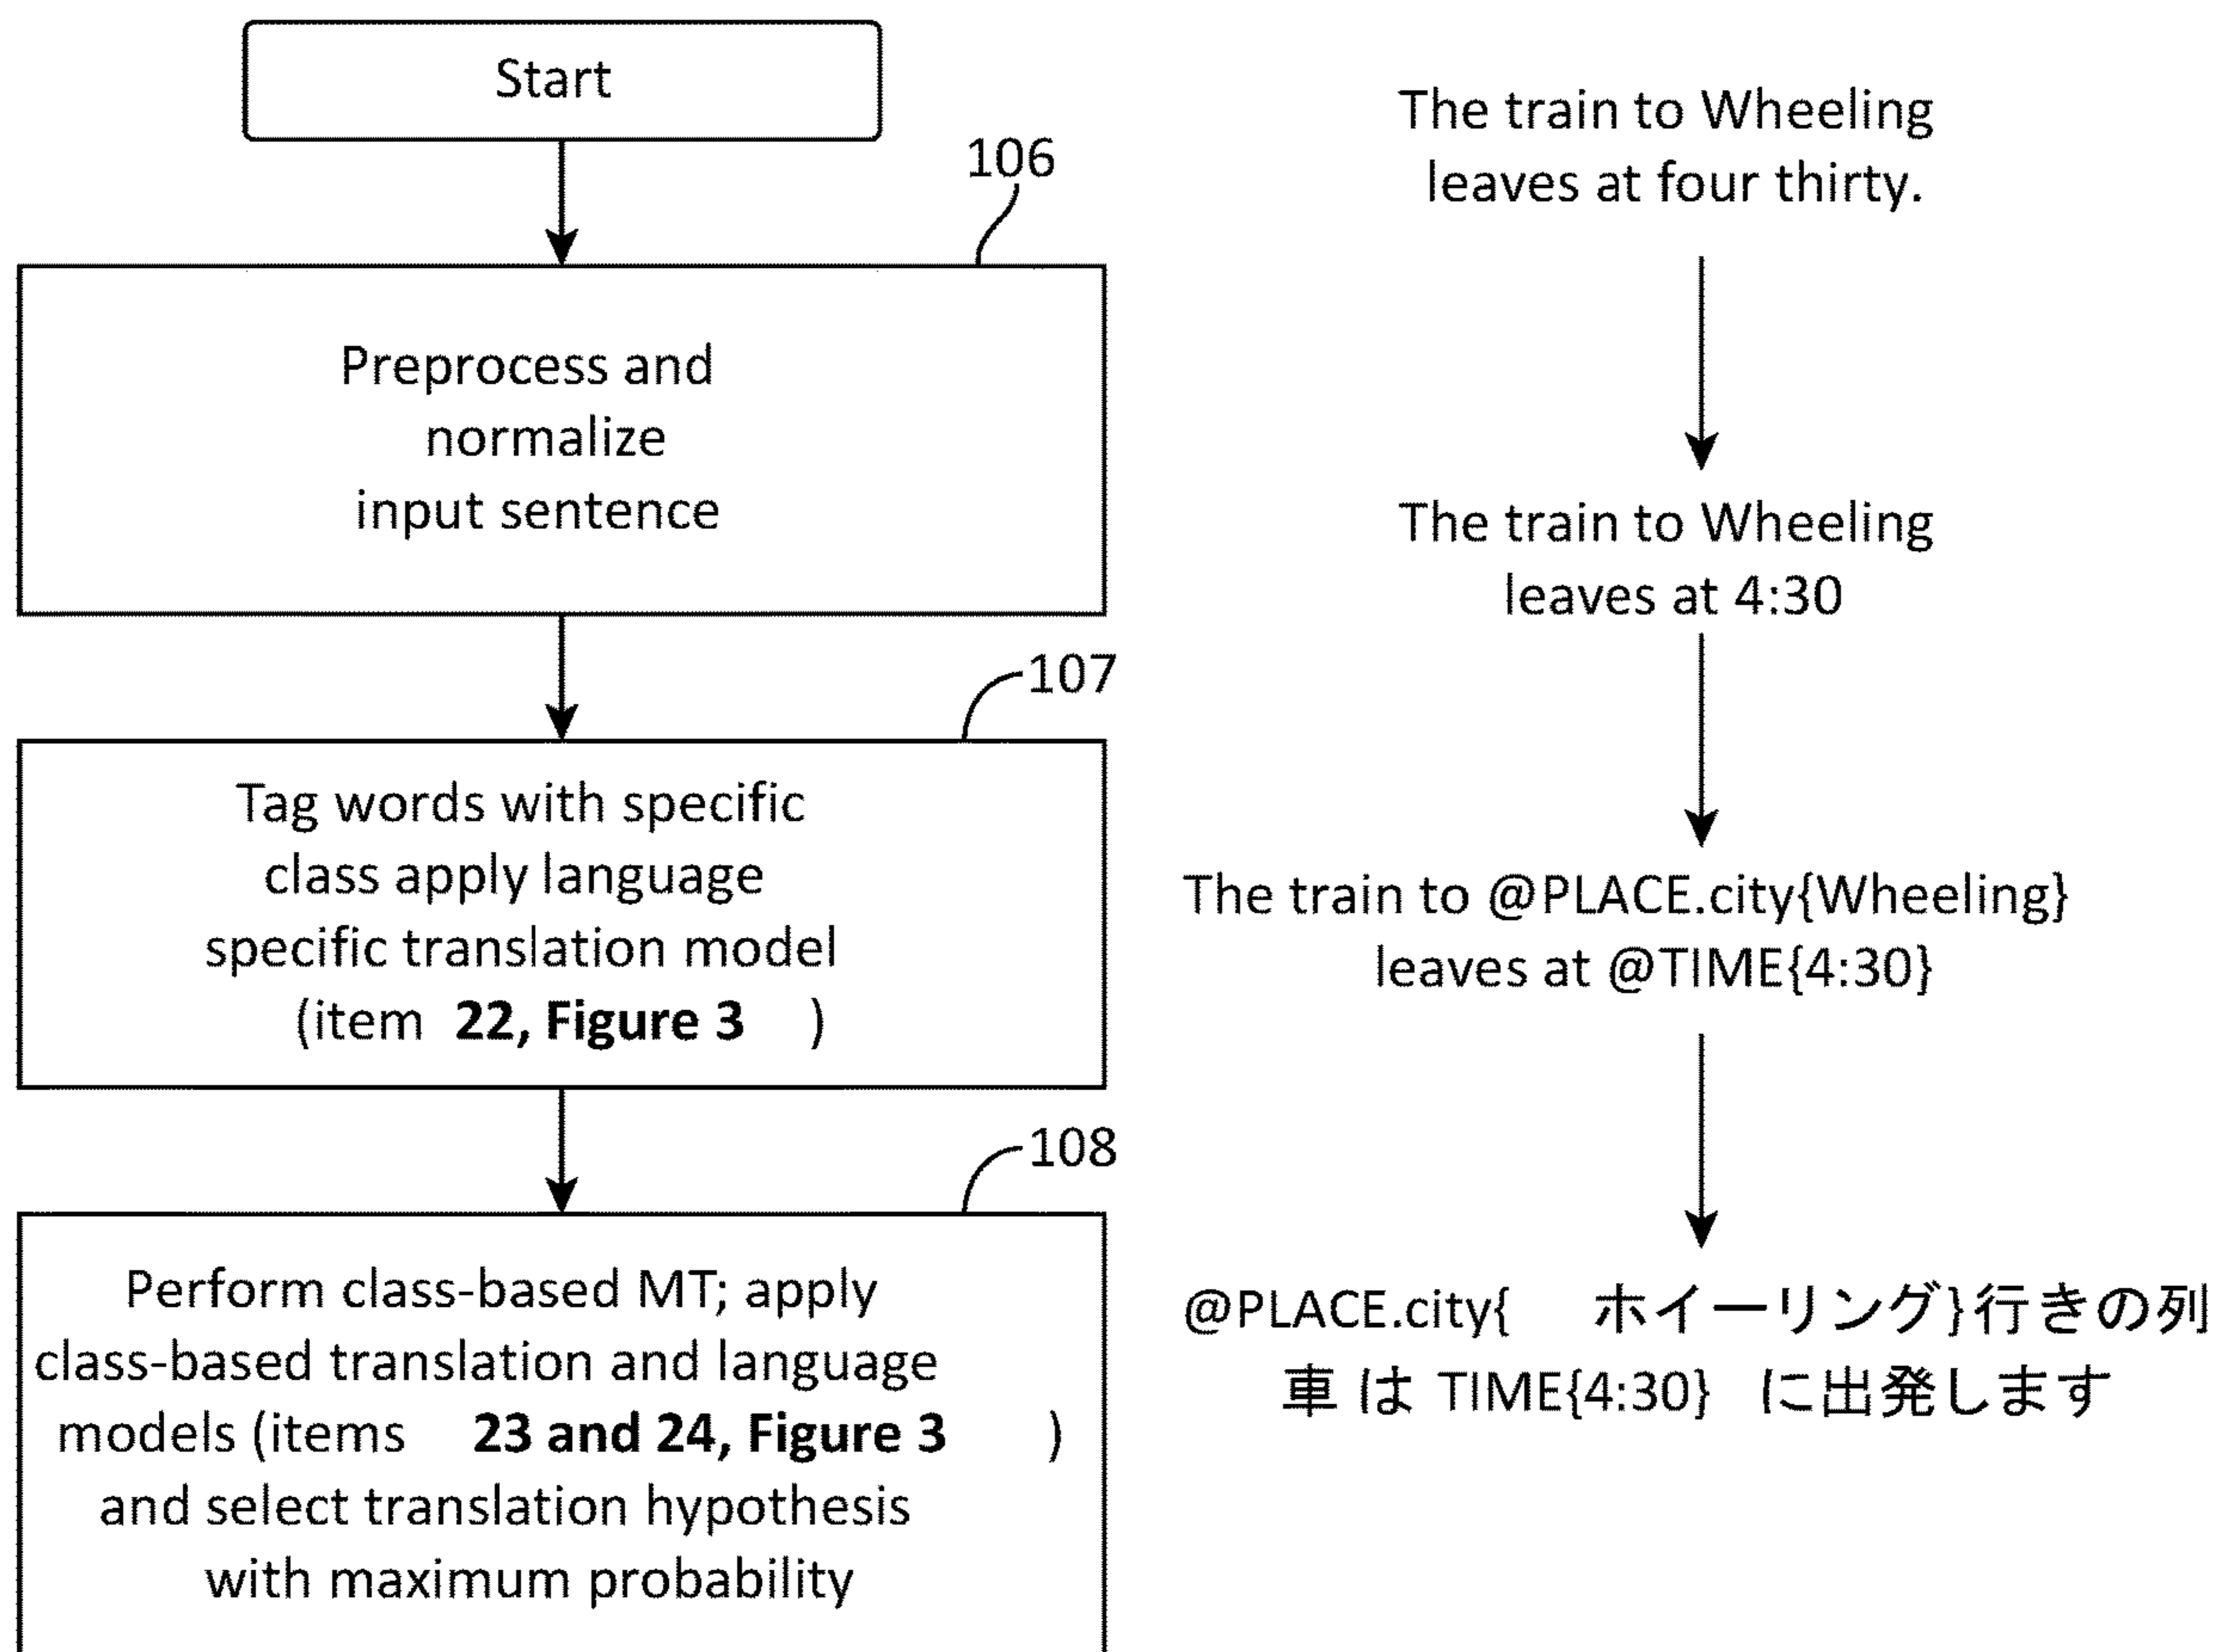 Start
106
Preprocess and
normalize
input sentence
107
Tag words with specific
class apply language
specific translation model
(item 22, Figure 3 )
108
Perform class-based MT; apply
class-based translation and language
models (items 23 and 24, Figure 3 )
and select translation hypothesis
with maximum probability
The train to Wheeling
leaves at four thirty.
The train to Wheeling
leaves at 4:30
The train to @PLACE.city{Wheeling}
leaves at @TIME{4:30}
@PLACE.city{ ホイーリング}行きの列
車 は TIME{4:30} に出発します